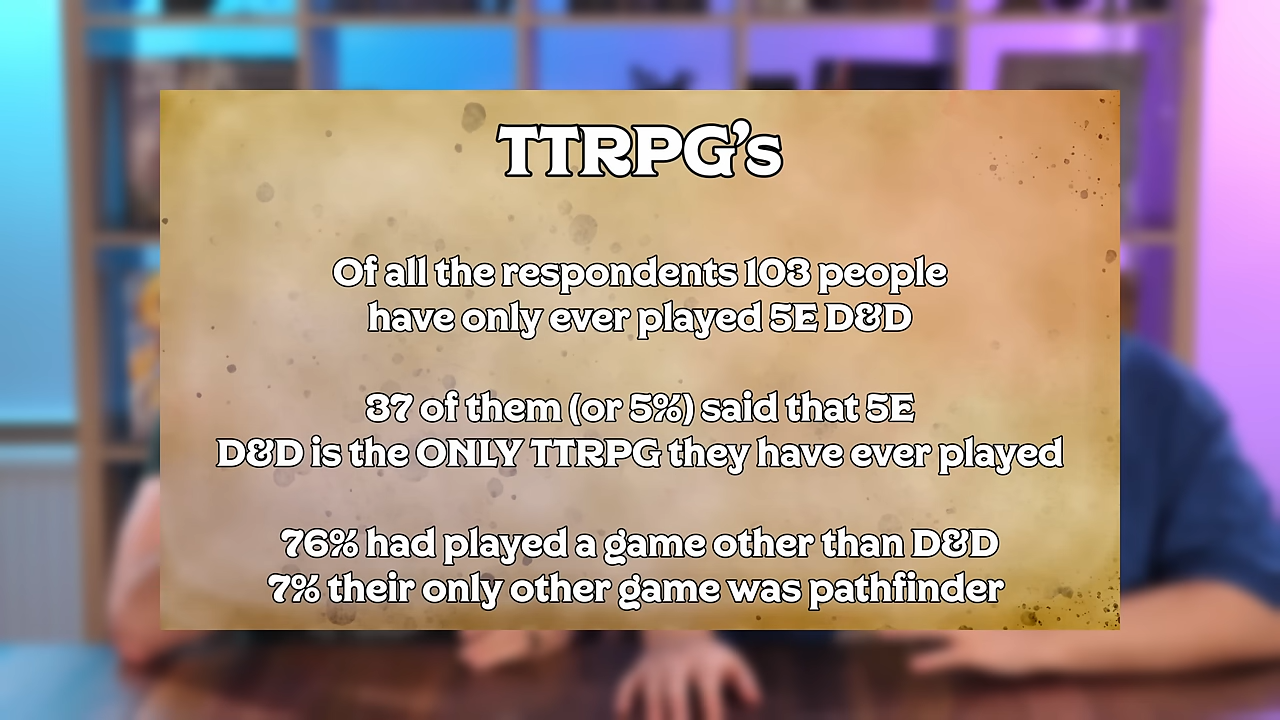 TTRPG's
Of all the respondents 103 people
have only ever played 5E D&D
37 of them (or 5%) said that 5E
D&D is the ONLY TTRPG they have ever played
76% had played a game other than D&D
7% their only other game was pathfinder